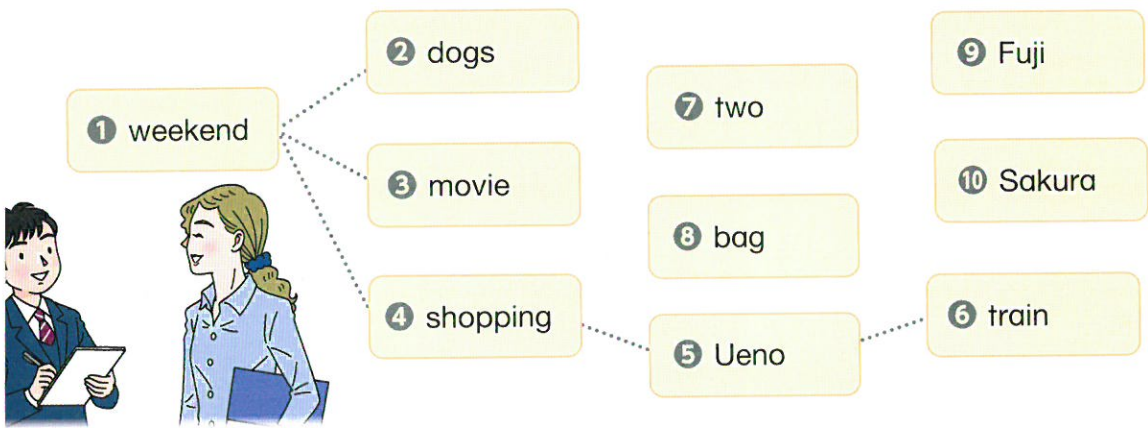 ❶ weekend
❷ dogs
❸ movie
❹ shopping
❺ Ueno
❻ train
❼ two
❽ bag
❾ Fuji
❿ Sakura